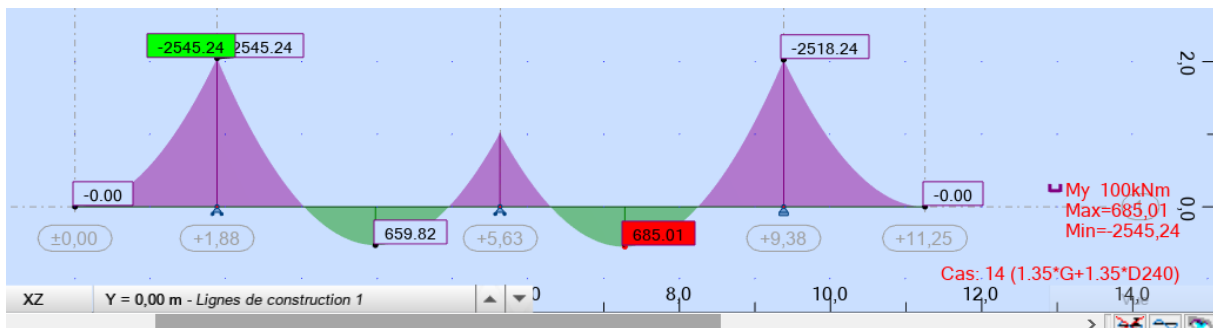 -2545.24 2545.24 -2518.24
2,0
-0.00 -0.00
My 100kNm
Max=685,01
Min=-2545,24
0,0
±0,00 +1,88 659.82 +5,63 685.01 +9,38 +11,25
Cas: 14 (1.35*G+1.35*D240)
XZ Y = 0,00 m - Lignes de construction 1 0 8,0 10,0 12,0 14,0